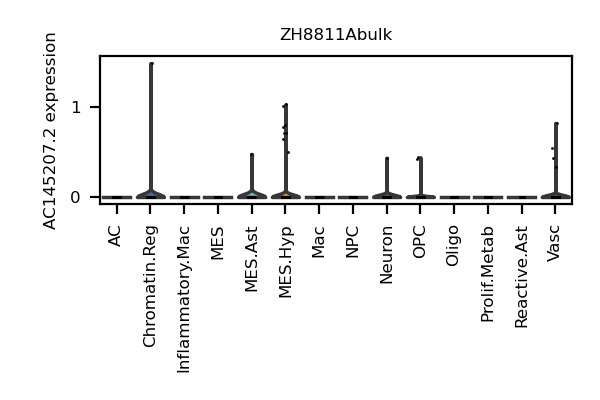 ZH8811Abulk
AC145207.2 expression
1
0
AC
Chromatin.Reg
Inflammatory.Mac
MES
MES.Ast
MES.Hyp
Mac
NPC
Neuron
OPC
Oligo
Prolif.Metab
Reactive.Ast
Vasc